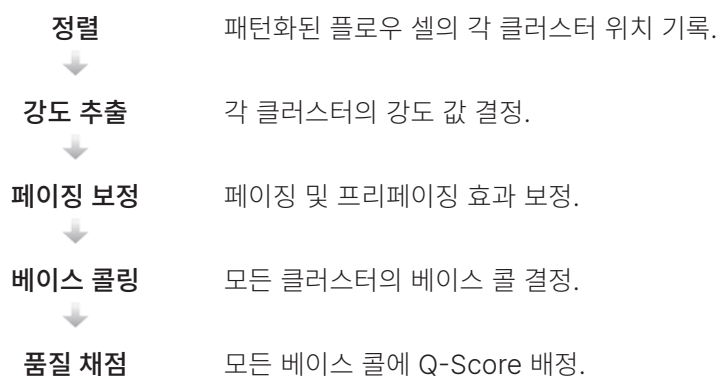 정렬 패턴화된 플로우 셀의 각 클러스터 위치 기록.
강도 추출 각 클러스터의 강도 값 결정.
페이징 보정 페이징 및 프리페이징 효과 보정.
베이스 콜링 모든 클러스터의 베이스 콜 결정.
품질 채점 모든 베이스 콜에 Q-Score 배정.